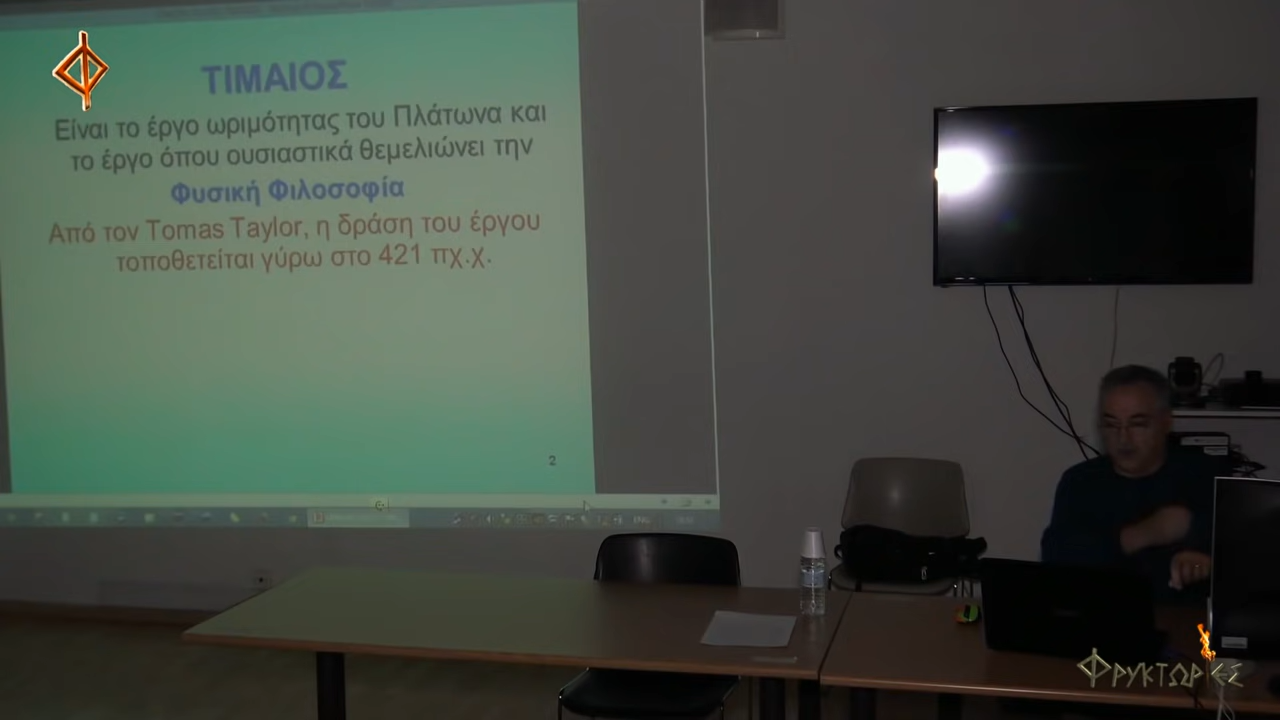 ΤΙΜΑΙΟΣ
Είναι το έργο ωριμότητας του Πλάτωνα και
το έργο όπου ουσιαστικά θεμελιώνει την
Φυσική Φιλοσοφία
Από τον Tomas Taylor, η δράση του έργου
τοποθετείται γύρω στο 421 πχ.χ.
2
ΦΡΥΚΤΩΡΙΕΣ